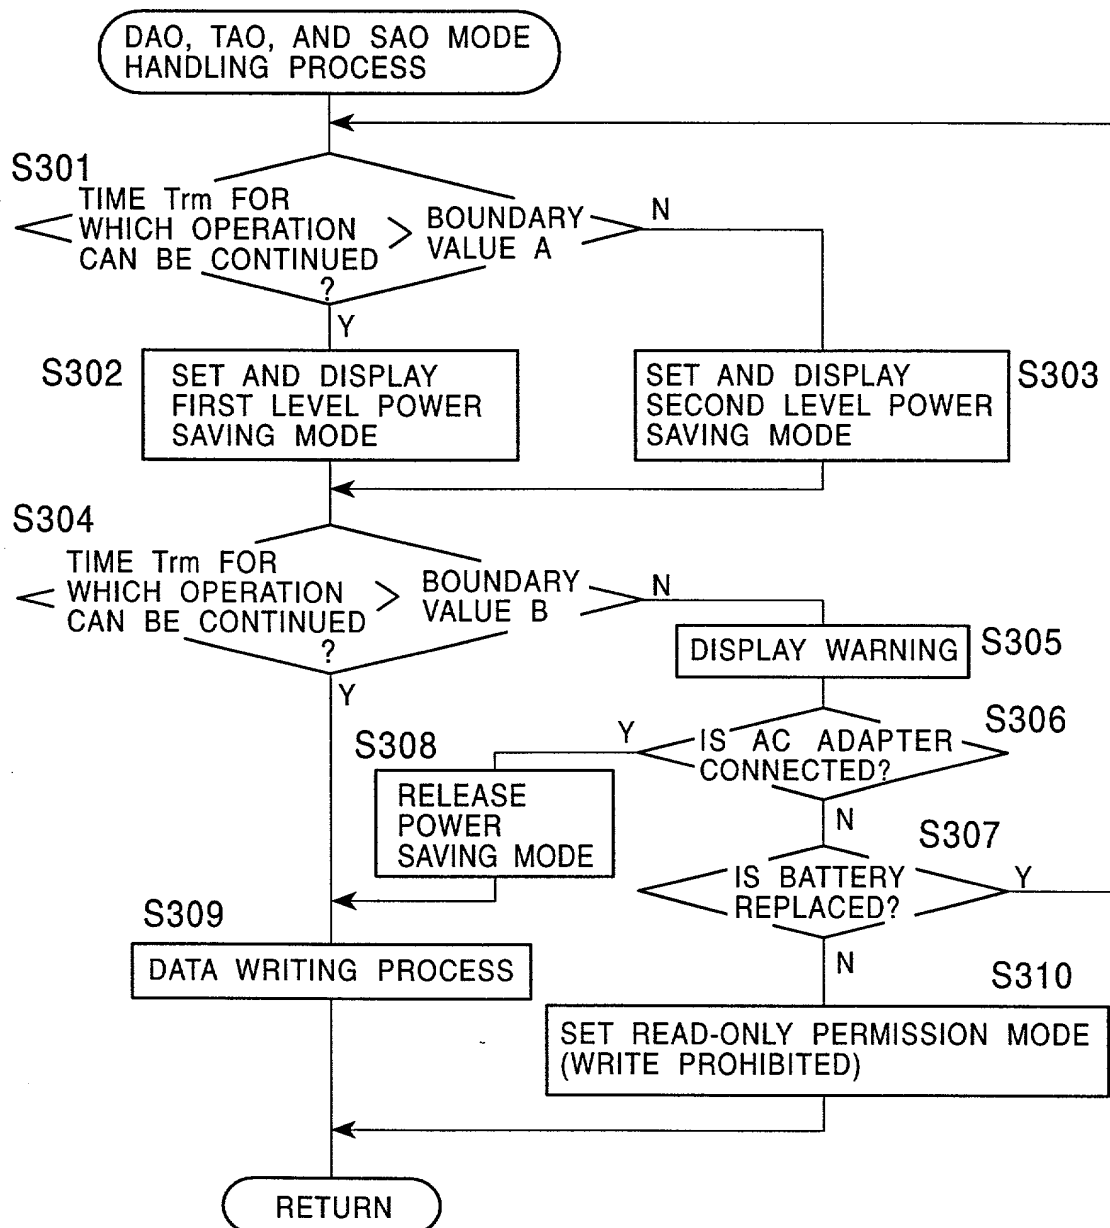 DAO, TAO, AND SAO MODE
HANDLING PROCESS
S301
TIME Trm FOR
WHICH OPERATION
CAN BE CONTINUED
?
>
BOUNDARY
VALUE A
N
Y
S302
SET AND DISPLAY
FIRST LEVEL POWER
SAVING MODE
SET AND DISPLAY
SECOND LEVEL POWER
SAVING MODE
S303
S304
TIME Trm FOR
WHICH OPERATION
CAN BE CONTINUED
?
>
BOUNDARY
VALUE B
N
Y
DISPLAY WARNING
S305
S306
IS AC ADAPTER
CONNECTED?
Y
N
S308
RELEASE
POWER
SAVING MODE
S307
IS BATTERY
REPLACED?
Y
N
S309
DATA WRITING PROCESS
S310
SET READ-ONLY PERMISSION MODE
(WRITE PROHIBITED)
RETURN